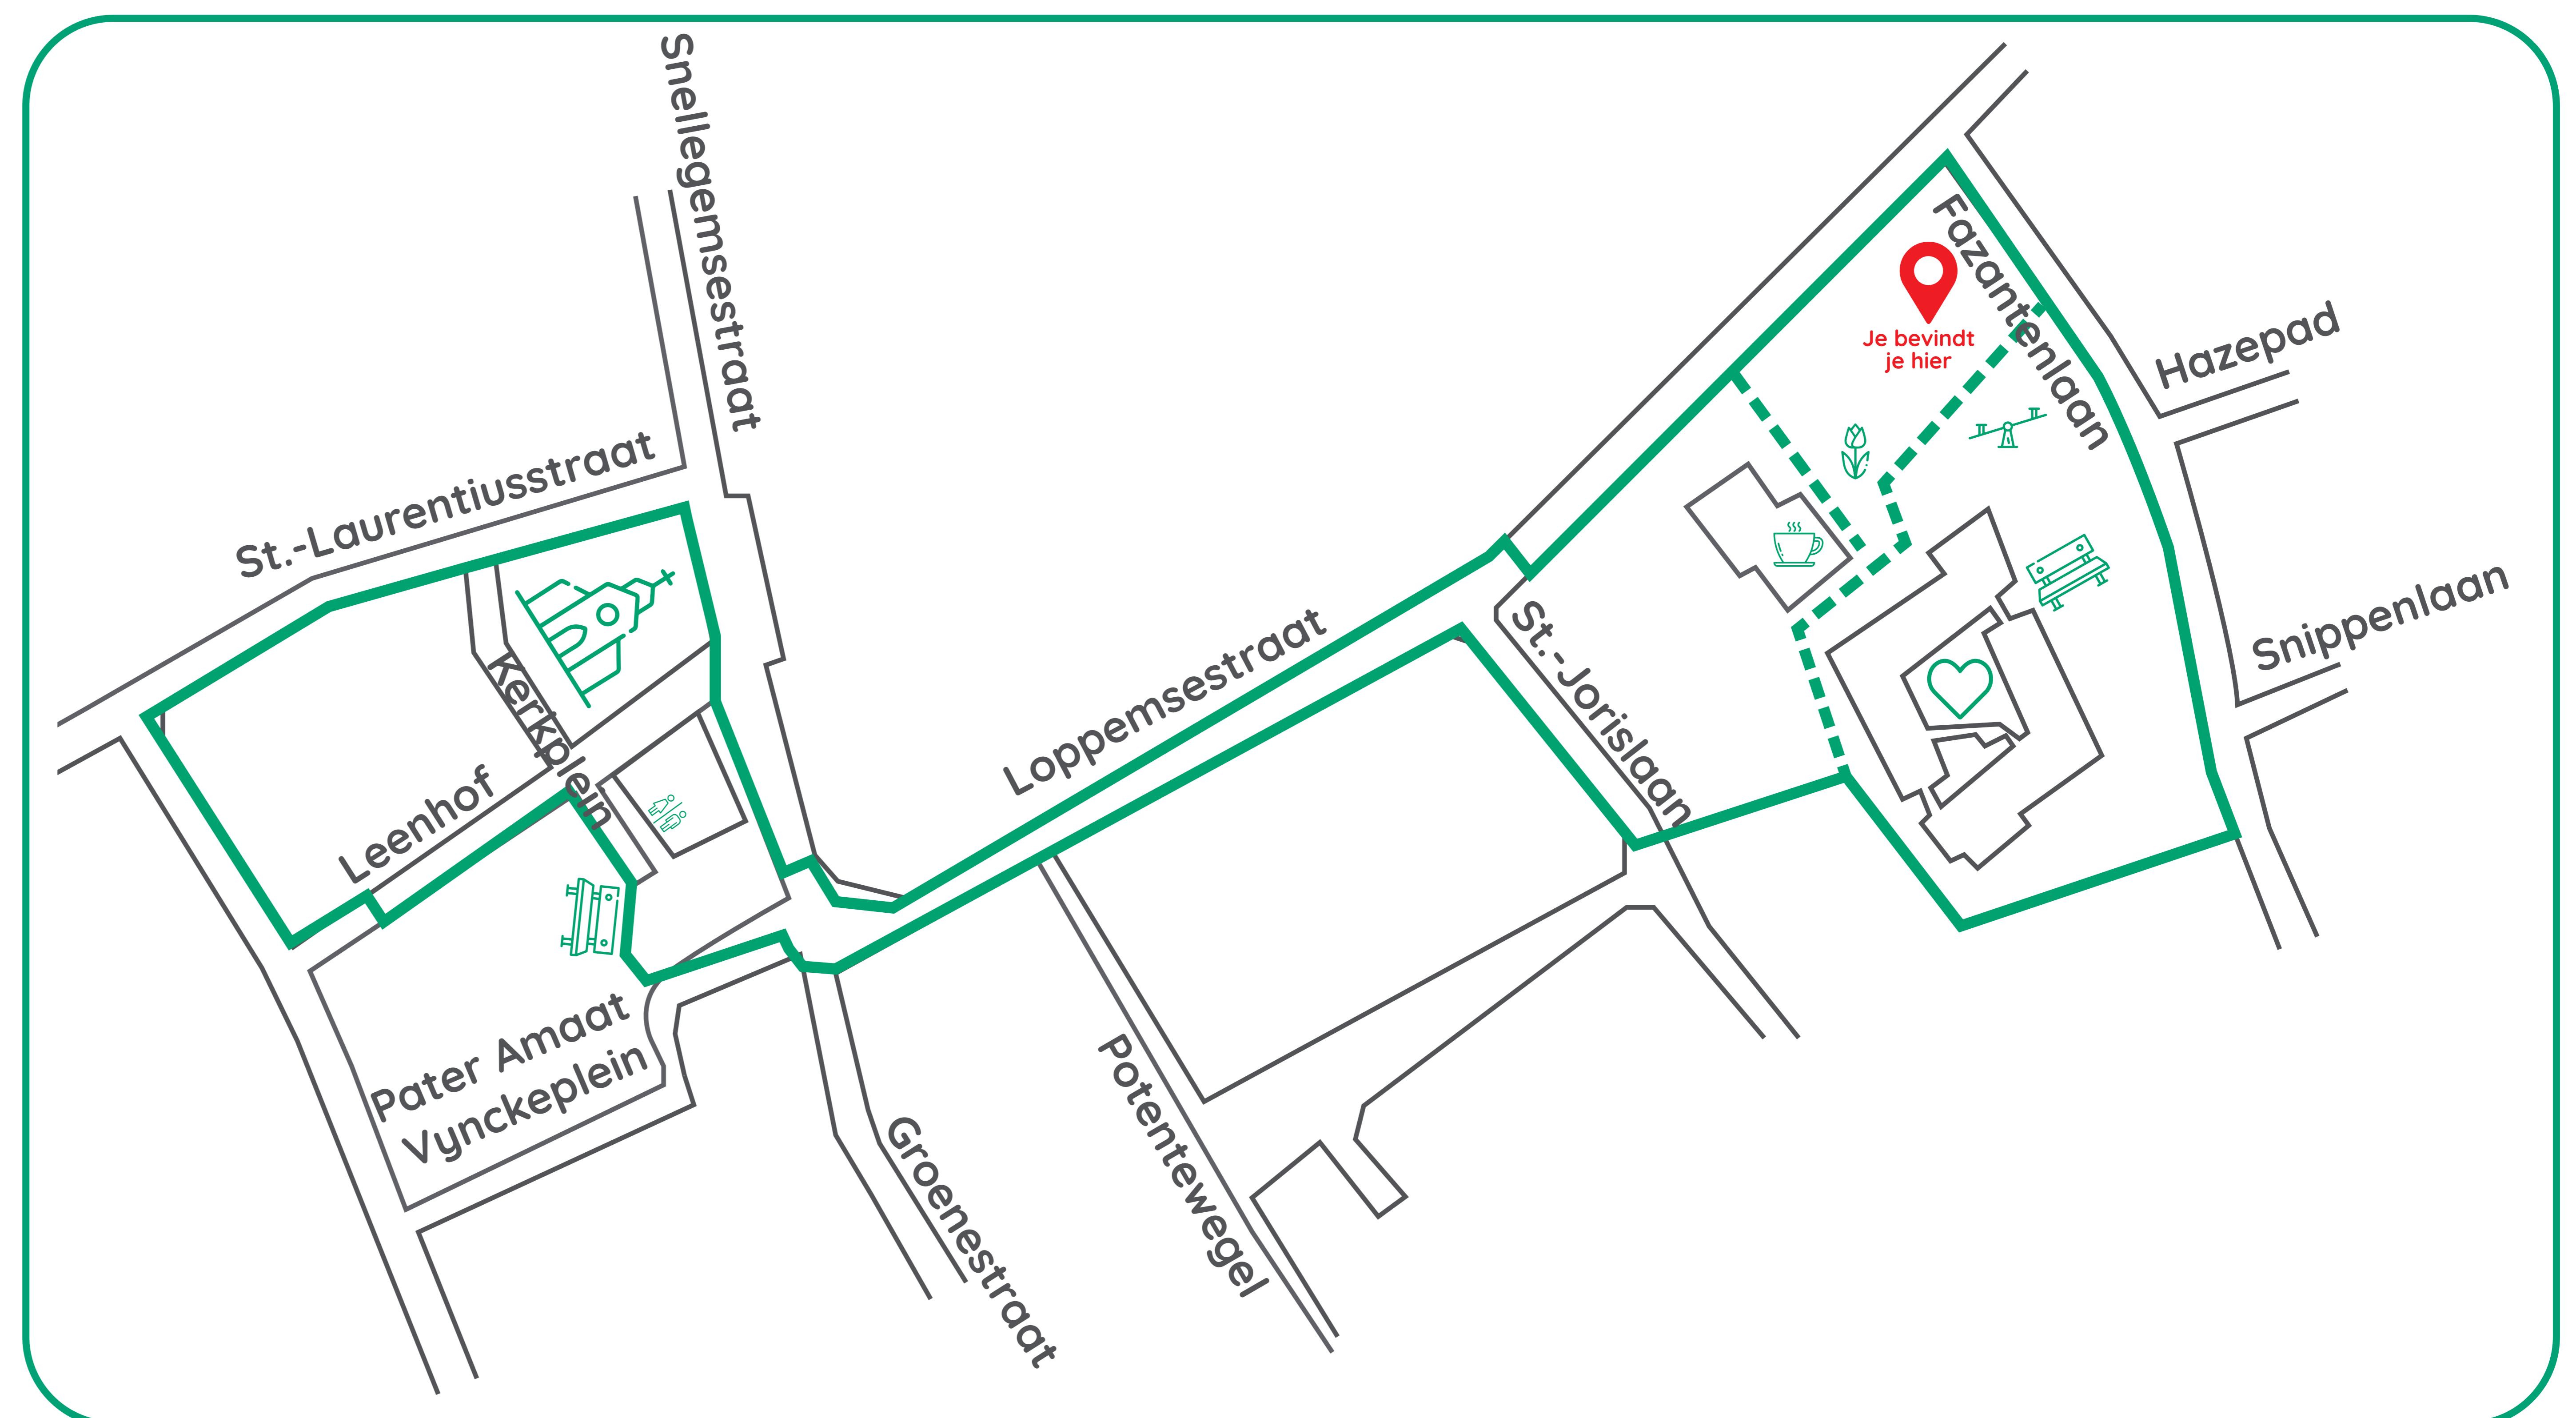 Snellegemsestraat
St.-Laurentiusstraat
Kerkplein
Leenhof
Pater Amaat
Vynckeplein
Groenestraat
Potentewegel
Loppemsestraat
St.-Jorislaan
Fazantenlaan
Je bevindt
je hier
Hazepad
Snippenlaan